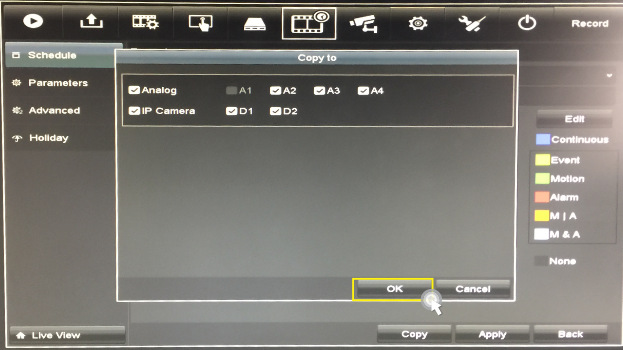 Record
Schedule
Parameters
Advanced
Holiday
Copy to
Analog A1 A2 A3 A4
IP Camera D1 D2
OK Cancel
Edit
Continuous
Event
Motion
Alarm
M | A
M & A
None
Live View
Copy Apply Back